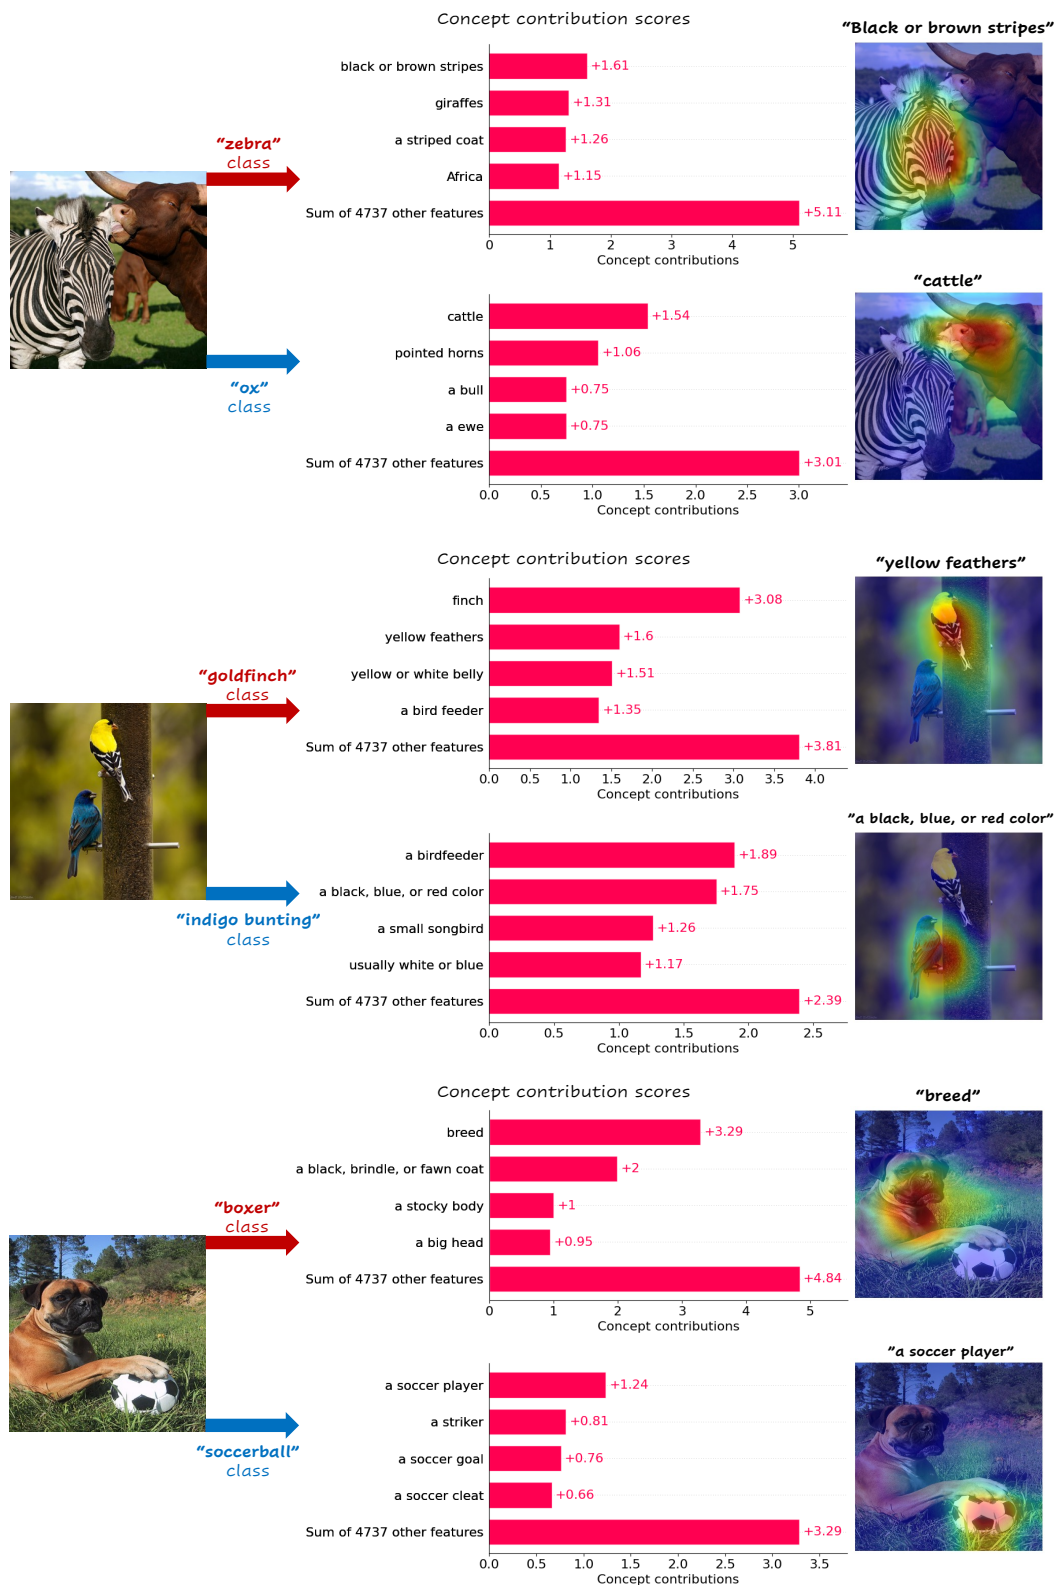 Concept contribution scores
“Black or brown stripes”
black or brown stripes
+1.61
giraffes
+1.31
a striped coat
+1.26
Africa
+1.15
Sum of 4737 other features
+5.11
0 1 2 3 4 5
Concept contributions
“zebra”
class
“cattle”
cattle
+1.54
pointed horns
+1.06
a bull
+0.75
a ewe
+0.75
Sum of 4737 other features
+3.01
0.0 0.5 1.0 1.5 2.0 2.5 3.0
Concept contributions
“ox”
class
Concept contribution scores
“yellow feathers”
finch
+3.08
yellow feathers
+1.6
yellow or white belly
+1.51
a bird feeder
+1.35
Sum of 4737 other features
+3.81
0.0 0.5 1.0 1.5 2.0 2.5 3.0 3.5 4.0
Concept contributions
“goldfinch”
class
“a black, blue, or red color”
a birdfeeder
+1.89
a black, blue, or red color
+1.75
a small songbird
+1.26
usually white or blue
+1.17
Sum of 4737 other features
+2.39
0.0 0.5 1.0 1.5 2.0 2.5
Concept contributions
“indigo bunting”
class
Concept contribution scores
“breed”
breed
+3.29
a black, brindle, or fawn coat
+2
a stocky body
+1
a big head
+0.95
Sum of 4737 other features
+4.84
0 1 2 3 4 5
Concept contributions
“boxer”
class
“a soccer player”
a soccer player
+1.24
a striker
+0.81
a soccer goal
+0.76
a soccer cleat
+0.66
Sum of 4737 other features
+3.29
0.0 0.5 1.0 1.5 2.0 2.5 3.0 3.5
Concept contributions
“soccerball”
class